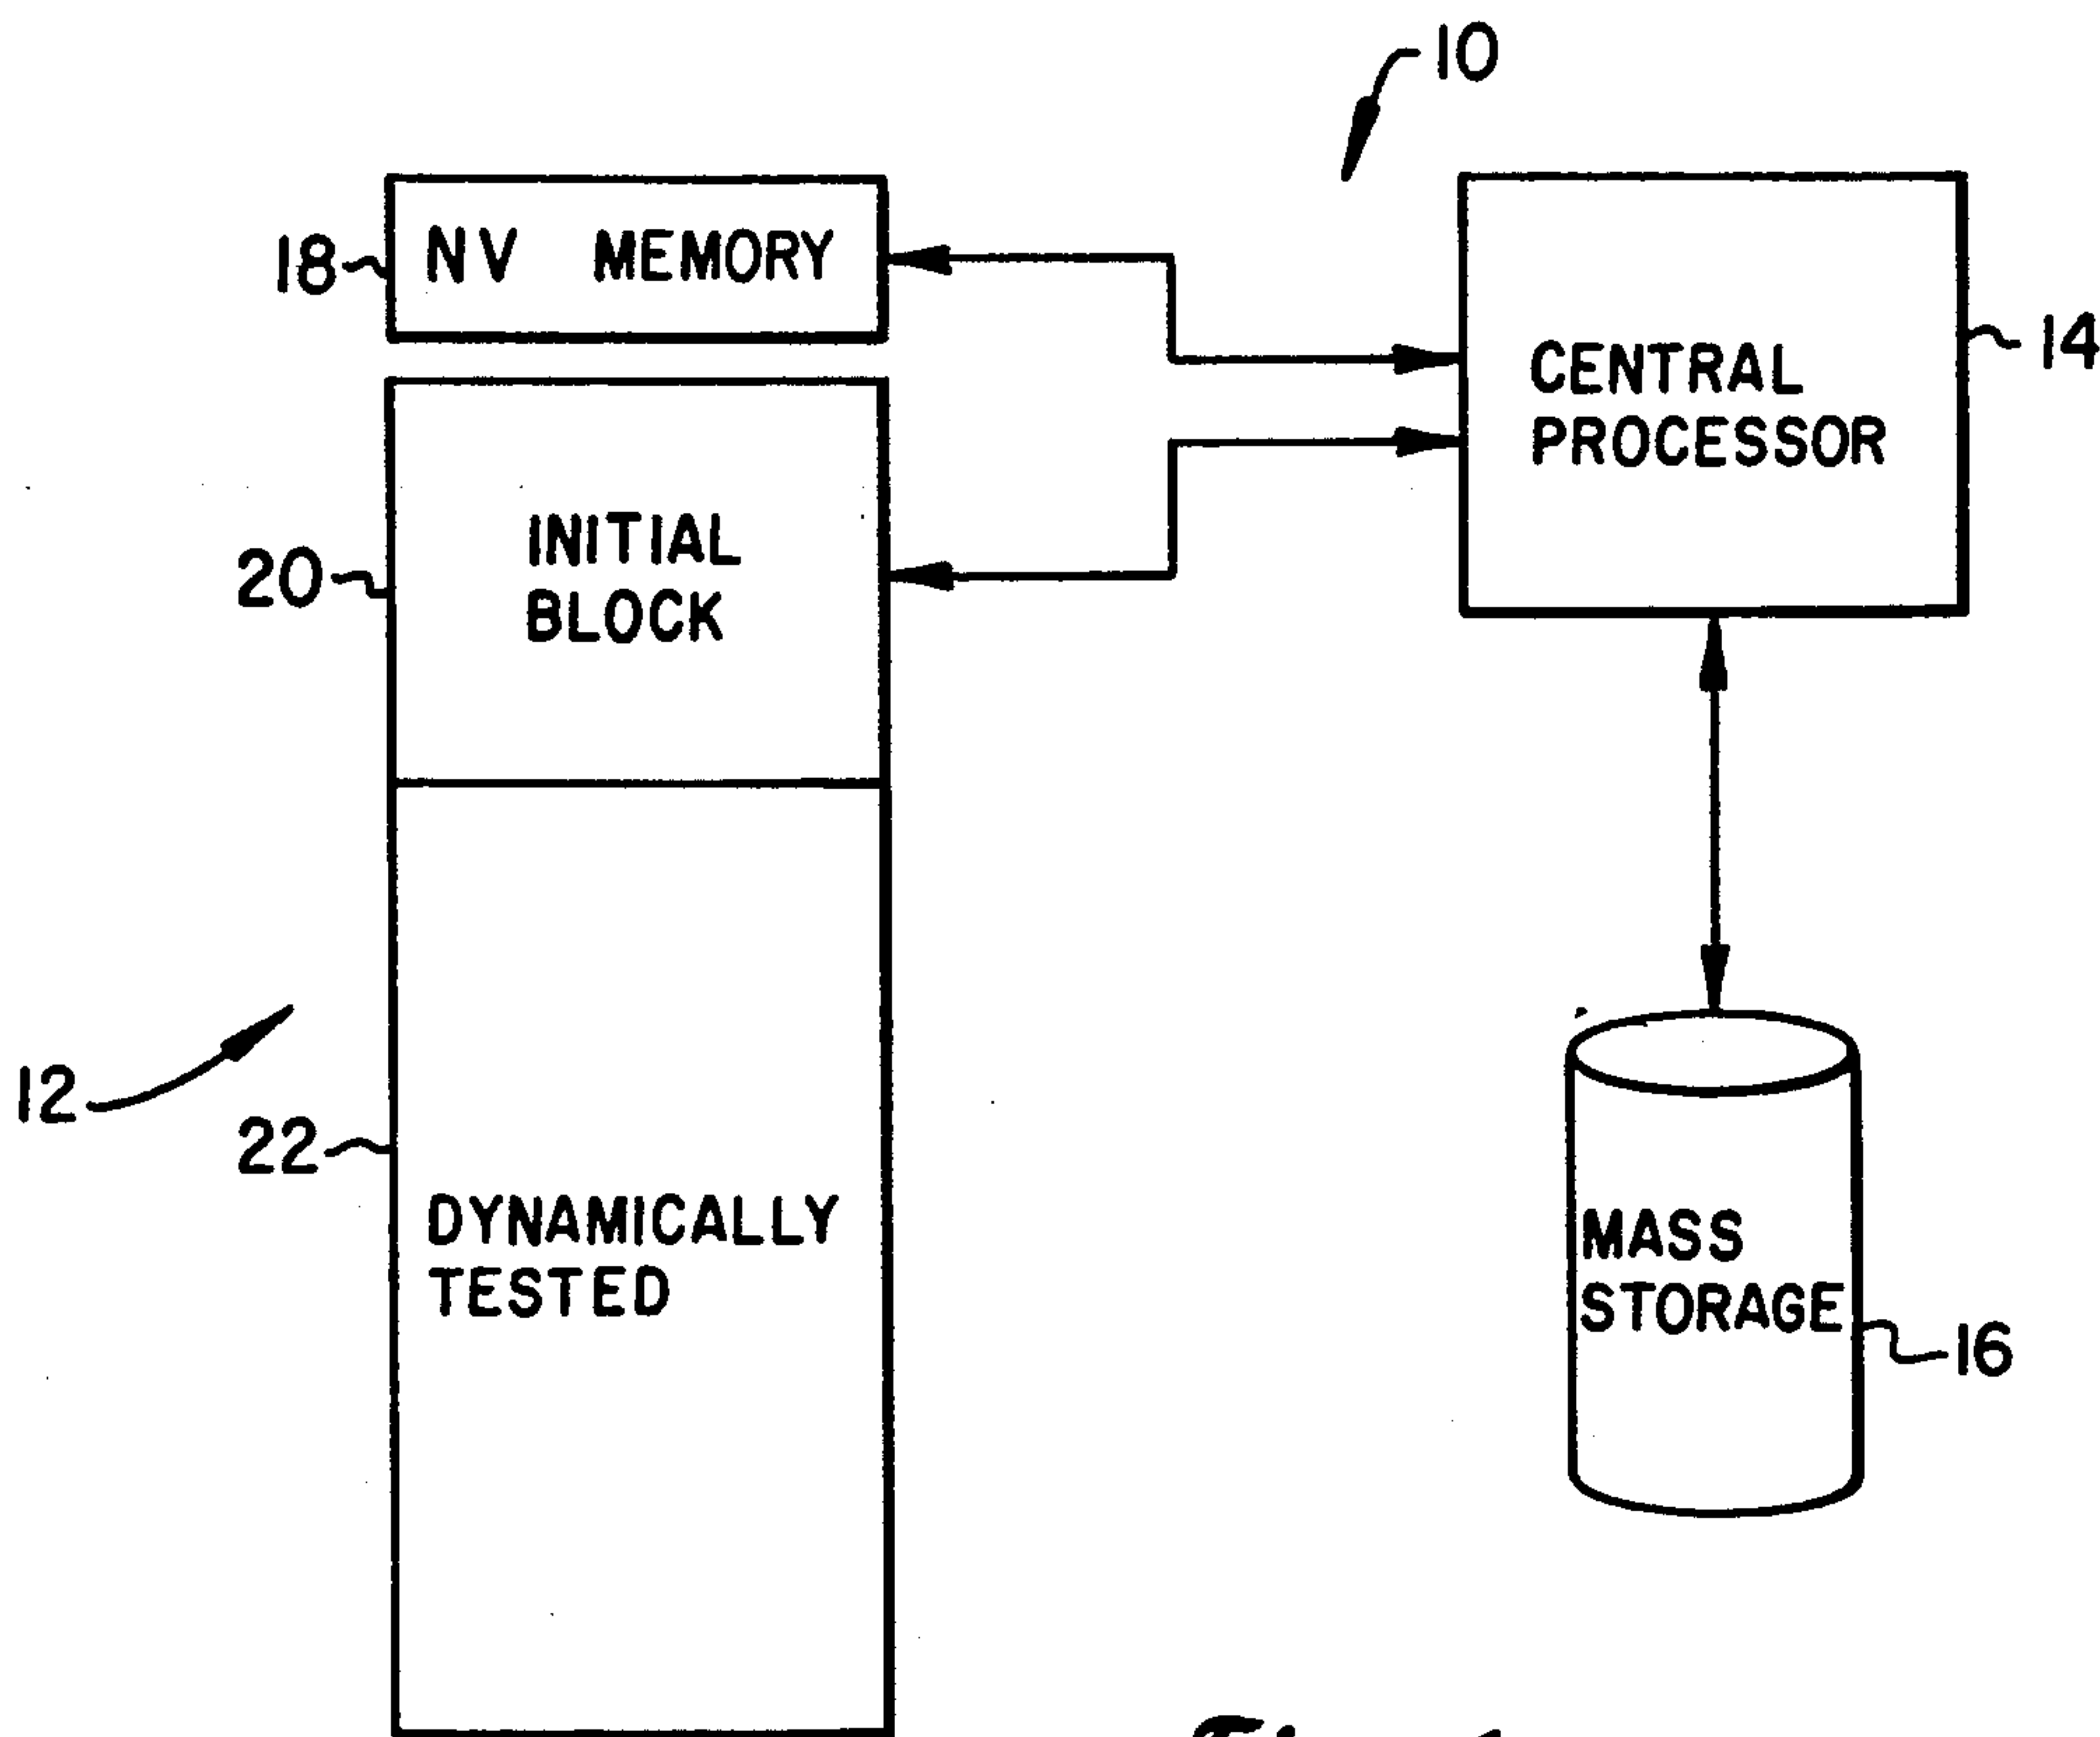 10
18
NV MEMORY
CENTRAL
PROCESSOR
14
20
INITIAL
BLOCK
12
22
DYNAMICALLY
TESTED
MASS
STORAGE
16